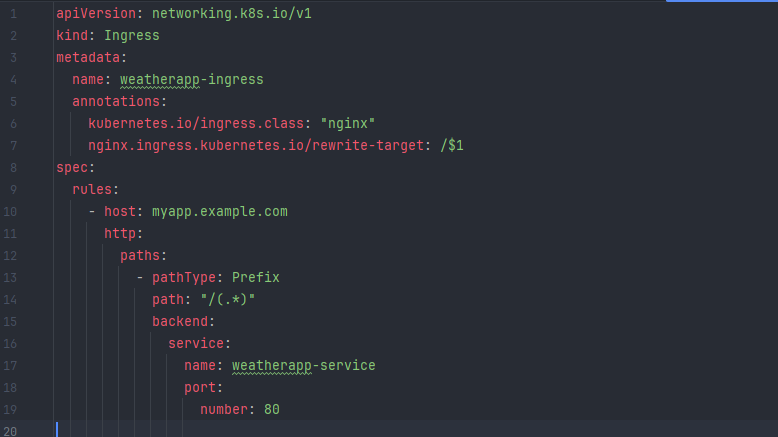 1 apiVersion: networking.k8s.io/v1
2 kind: Ingress
3 metadata:
4   name: weatherapp-ingress
5   annotations:
6     kubernetes.io/ingress.class: "nginx"
7     nginx.ingress.kubernetes.io/rewrite-target: /$1
8 spec:
9   rules:
10     - host: myapp.example.com
11       http:
12         paths:
13           - pathType: Prefix
14             path: "/(.*)"
15             backend:
16               service:
17                 name: weatherapp-service
18                 port:
19                   number: 80
20